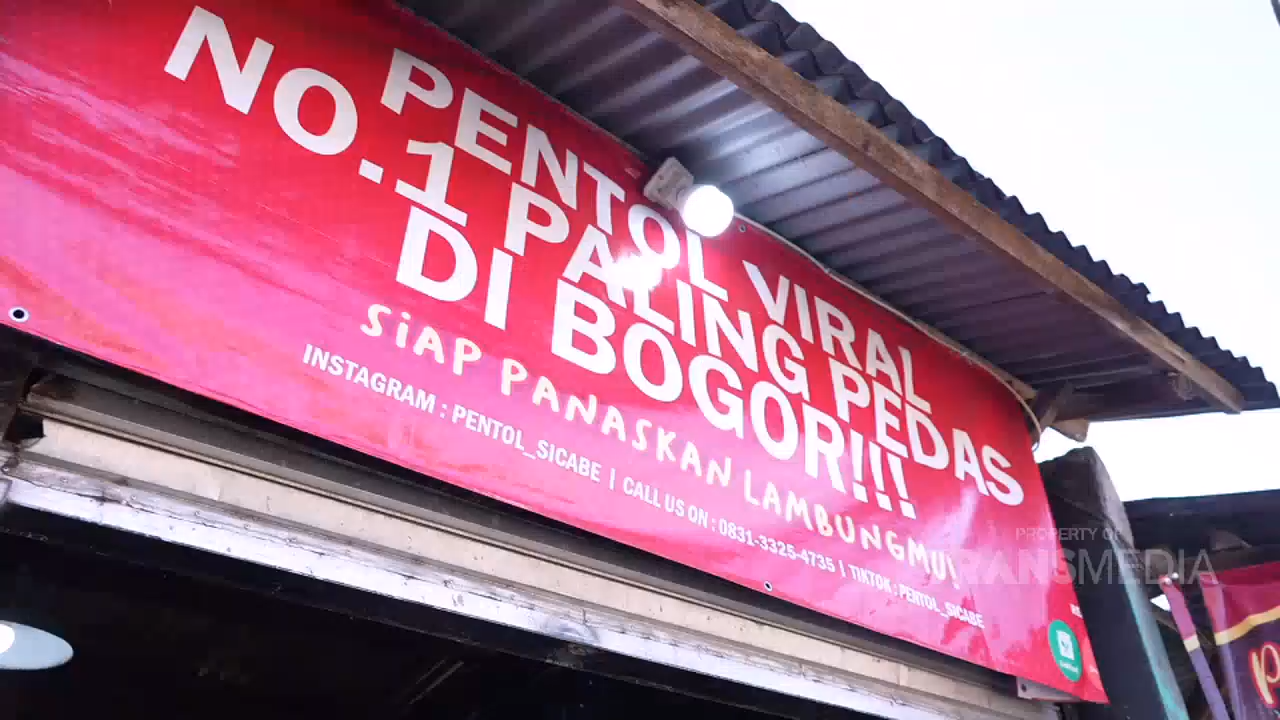 PENTOL VIRAL
NO.1 PALING PEDAS
DI BOGOR!!!
SiAP PANASKAN LAMBUNGMU!
INSTAGRAM : PENTOL_SICABE | CALL US ON : 0831-3325-4735 | TIKTOK : PENTOL_SICABE
PROPERTY OF
TRANSMEDIA